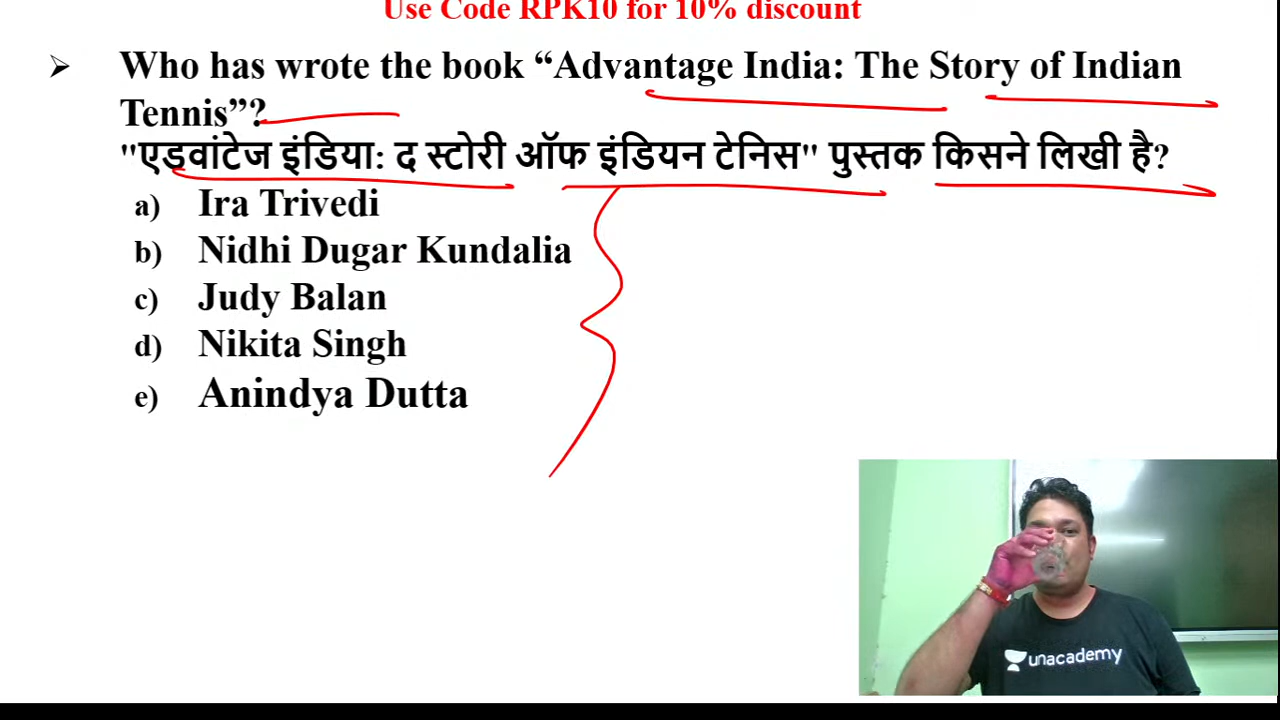 Use Code RPK10 for 10% discount
➢ Who has wrote the book “Advantage India: The Story of Indian
Tennis”?
"एडवांटेज इंडिया: द स्टोरी ऑफ इंडियन टेनिस" पुस्तक किसने लिखी है?
a) Ira Trivedi
b) Nidhi Dugar Kundalia
c) Judy Balan
d) Nikita Singh
e) Anindya Dutta
unacademy